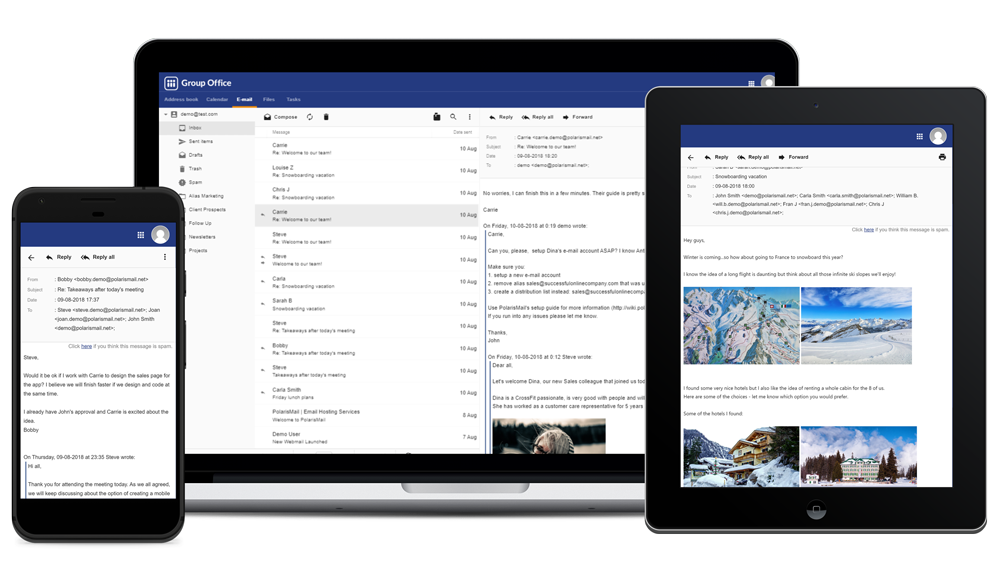 Group Office
Address book Calendar E-mail Files Tasks
demo@test.com
Inbox
Sent items
Drafts
Trash
Spam
Alias Marketing
Client Prospects
Follow Up
Newsletters
Projects
Compose
Message Date sent
Carrie
Re: Welcome to our team! 10 Aug
Louise Z
Re: Snowboarding vacation 10 Aug
Chris J
Re: Snowboarding vacation 10 Aug
Carrie
Re: Welcome to our team! 10 Aug
Steve
Re: Welcome to our team! 10 Aug
Steve
Welcome to our team! 10 Aug
Carla
Re: Snowboarding vacation 10 Aug
Sarah B
Snowboarding vacation 10 Aug
Steve
Re: Takeaways after today's meeting 10 Aug
Bobby
Re: Takeaways after today's meeting 10 Aug
Steve
Takeaways after today's meeting 10 Aug
Carla Smith
Friday lunch plans 10 Aug
PolarisMail | Email Hosting Services
Welcome to PolarisMail 8 Aug
Demo User
New Webmail Launched 7 Aug
Reply Reply all Forward
From : Carrie <carrie.demo@polarismail.net>
Subject : Re: Welcome to our team!
Date : 09-08-2018 18:20
To : demo <demo@polarismail.net>;
No worries, I can finish this in a few minutes. Their guide is pretty s
Carrie
On Friday, 10-08-2018 at 0:19 demo wrote:
Carrie,
Can you, please, setup Dina's e-mail account ASAP? I know Ant
Make sure you:
1. setup a new e-mail account
2. remove alias sales@successfulonlinecompany.com that was u
3. create a distribution list instead sales@successfulonlinecompa
Use PolarisMail's setup guide for more information (http://wiki.pol
If you run into any issues please let me know.
Thanks,
John
On Friday, 10-08-2018 at 0:12 Steve wrote:
Dear all,
Let's welcome Dina, our new Sales colleague that joined us tod
Dina is a CrossFit passionate, is very good with people and will
She has worked as a customer care representative for 5 years
Reply Reply all
From : Bobby <bobby.demo@polarismail.net>
Subject : Re: Takeaways after today's meeting
Date : 09-08-2018 17:37
To : Steve <steve.demo@polarismail.net>; Joan
<joan.demo@polarismail.net>; John Smith
<demo@polarismail.net>;
Click here if you think this message is spam.
Steve,
Would it be ok if I work with Carrie to design the sales page for
the app? I believe we will finish faster if we design and code at
the same time.
I already have John's approval and Carrie is excited about the
idea.
Bobby
On Thursday, 09-08-2018 at 23:35 Steve wrote:
Hi all,
Thank you for attending the meeting today. As we all agreed,
we will keep discussing about the option of creating a mobile
Reply Reply all Forward
Subject : Snowboarding vacation
Date : 09-08-2018 18:00
To : John Smith <demo@polarismail.net>; Carla Smith <carla.smith@polarismail.net>; William B.
<will.b.demo@polarismail.net>; Fran J <fran.j.demo@polarismail.net>; Chris J
<chris.j.demo@polarismail.net>;
Click here if you think this message is spam.
Hey guys,
Winter is coming...so how about going to France to snowboard this year?
I know the idea of a long flight is daunting but think about all those infinite ski slopes we'll enjoy!
I found some very nice hotels but I also like the idea of renting a whole cabin for the 8 of us.
Here are some of the choices - let me know which option you would prefer.
Some of the hotels I found: